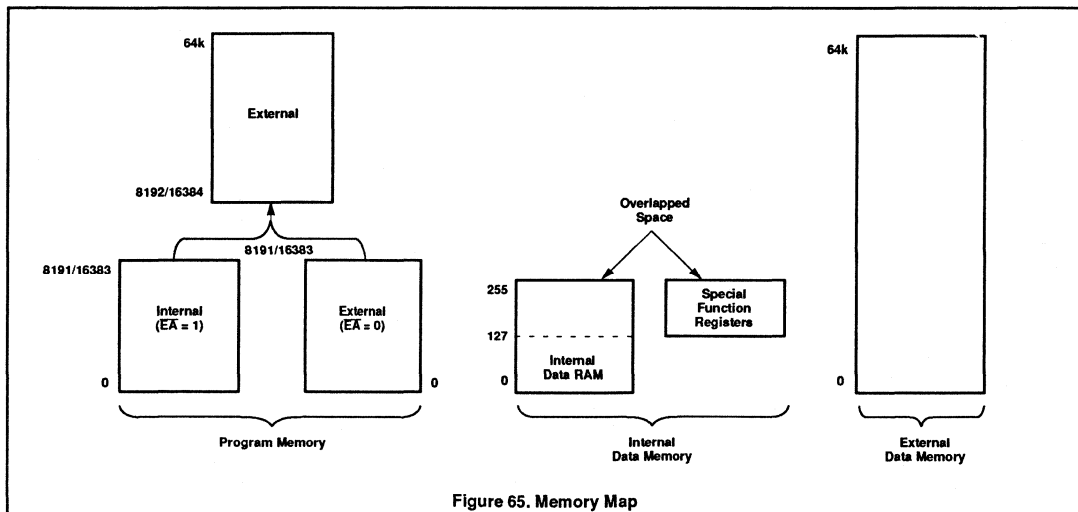 64k
External
8192/16384
8191/16383
8191/16383
Internal
(EA = 1)
External
(EA = 0)
0
0
Program Memory
Overlapped
Space
255
127
0
Internal
Data RAM
Special
Function
Registers
Internal
Data Memory
64k
0
External
Data Memory
Figure 65. Memory Map